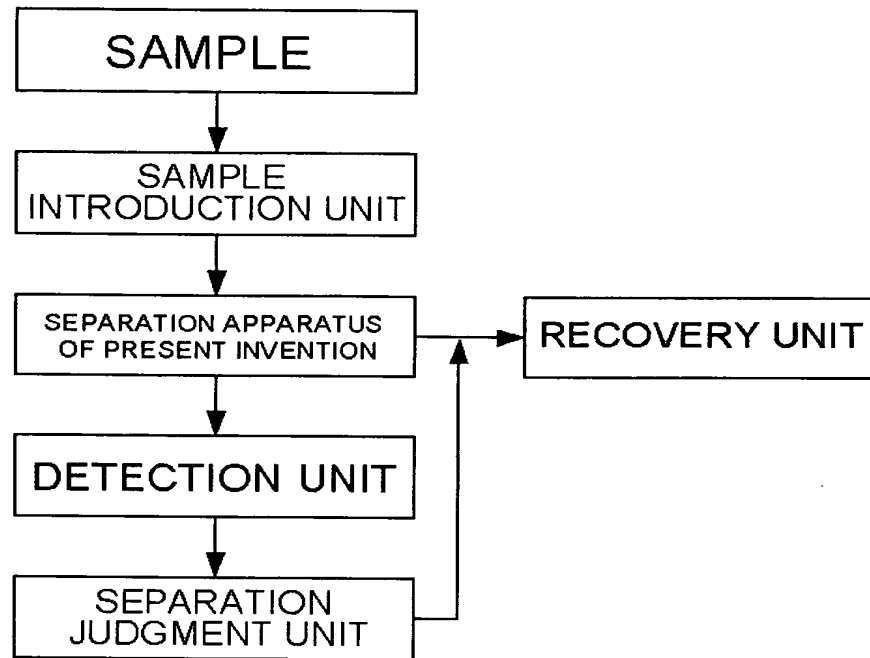 SAMPLE
SAMPLE
INTRODUCTION UNIT
SEPARATION APPARATUS
OF PRESENT INVENTION
RECOVERY UNIT
DETECTION UNIT
SEPARATION
JUDGMENT UNIT